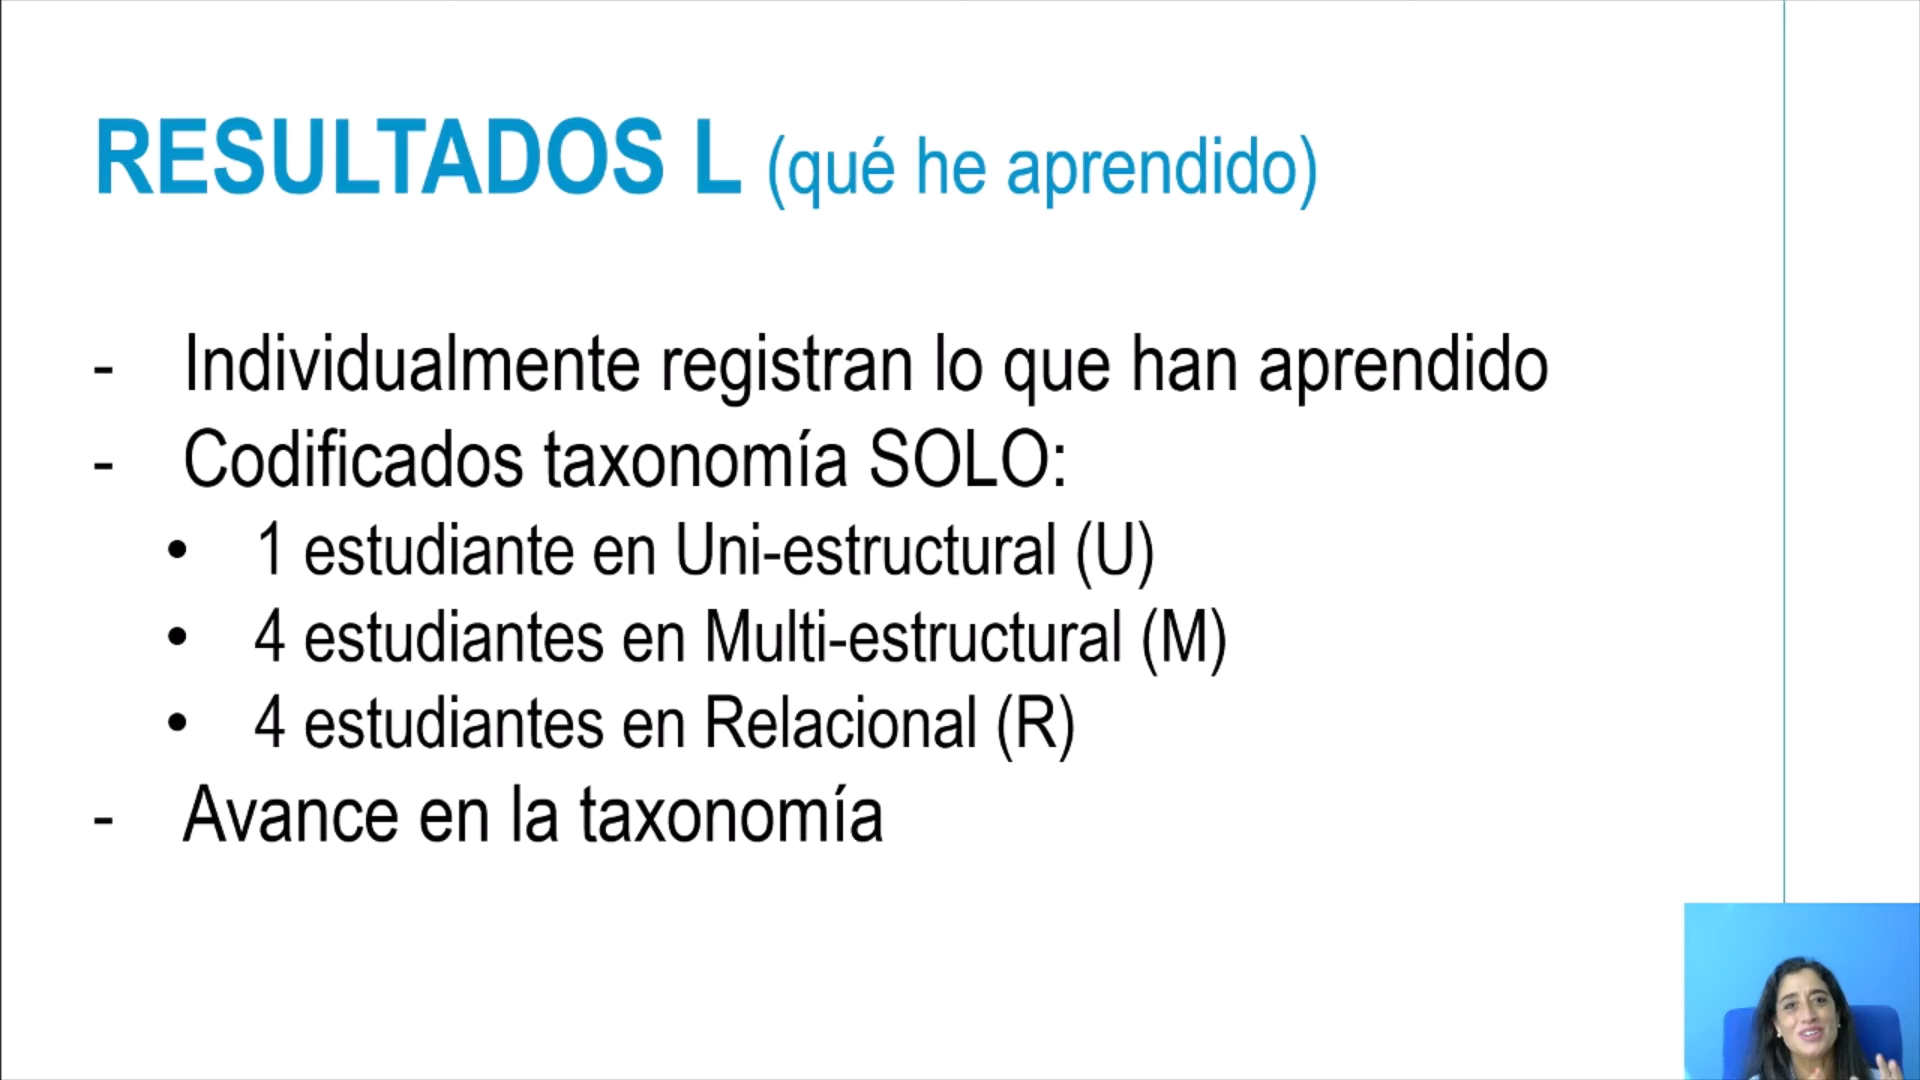 RESULTADOS L (qué he aprendido)
- Individualmente registran lo que han aprendido
- Codificados taxonomía SOLO:
• 1 estudiante en Uni-estructural (U)
• 4 estudiantes en Multi-estructural (M)
• 4 estudiantes en Relacional (R)
- Avance en la taxonomía